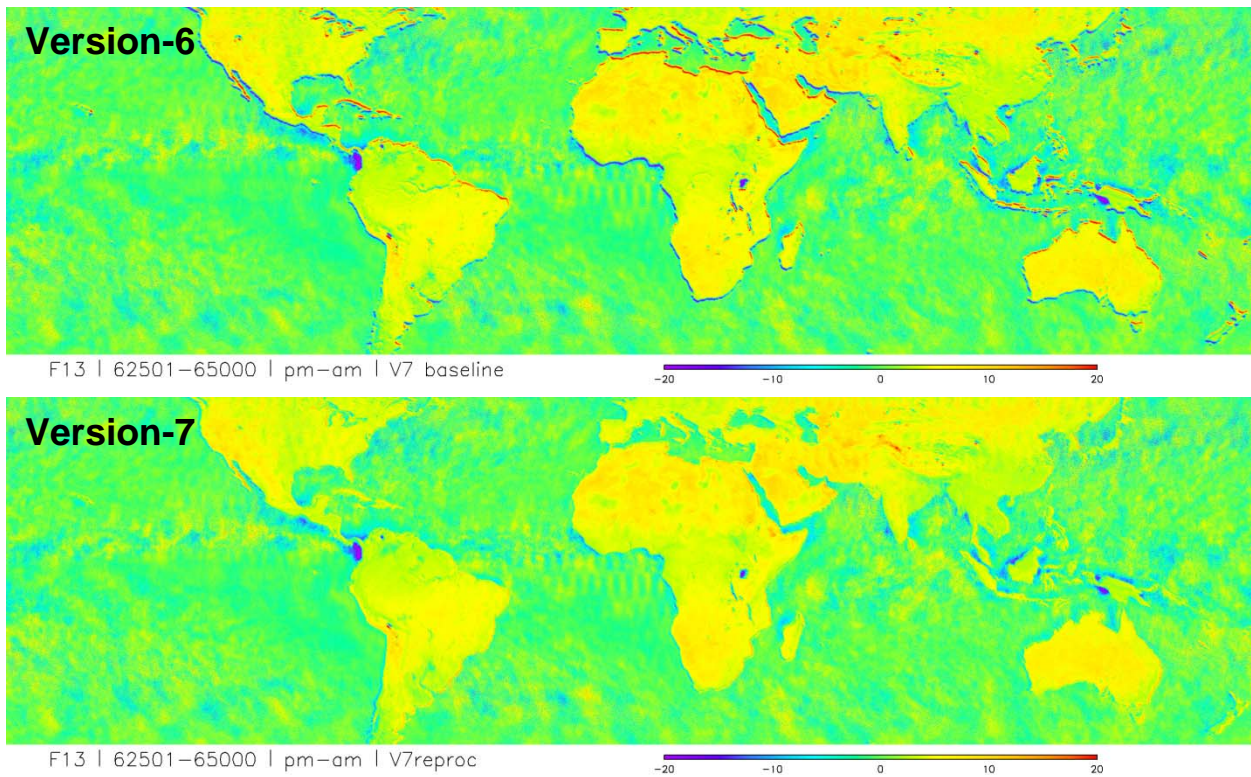 Version-6
F13 | 62501-65000 | pm-am | V7 baseline
-20 -10 0 10 20
Version-7
F13 | 62501-65000 | pm-am | V7reproc
-20 -10 0 10 20